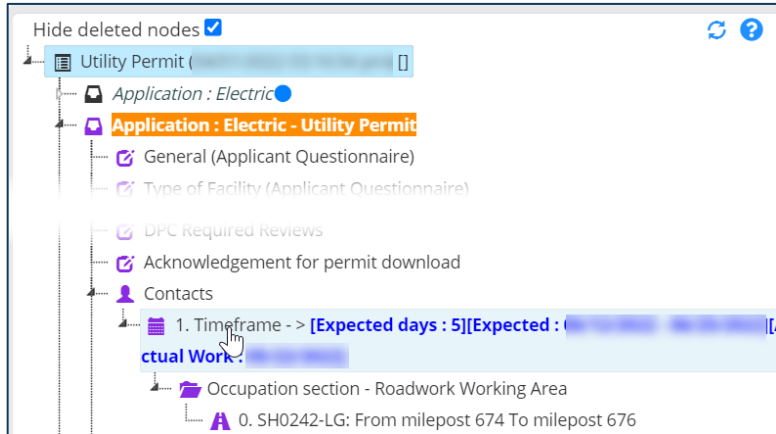 Hide deleted nodes
Utility Permit ( []
Application : Electric
Application : Electric - Utility Permit
General (Applicant Questionnaire)
Type of Facility (Applicant Questionnaire)
DPC Required Reviews
Acknowledgement for permit download
Contacts
1. Timeframe - > [Expected days : 5][Expected : ][A
ctual Work :
Occupation section - Roadwork Working Area
0. SH0242-LG: From milepost 674 To milepost 676